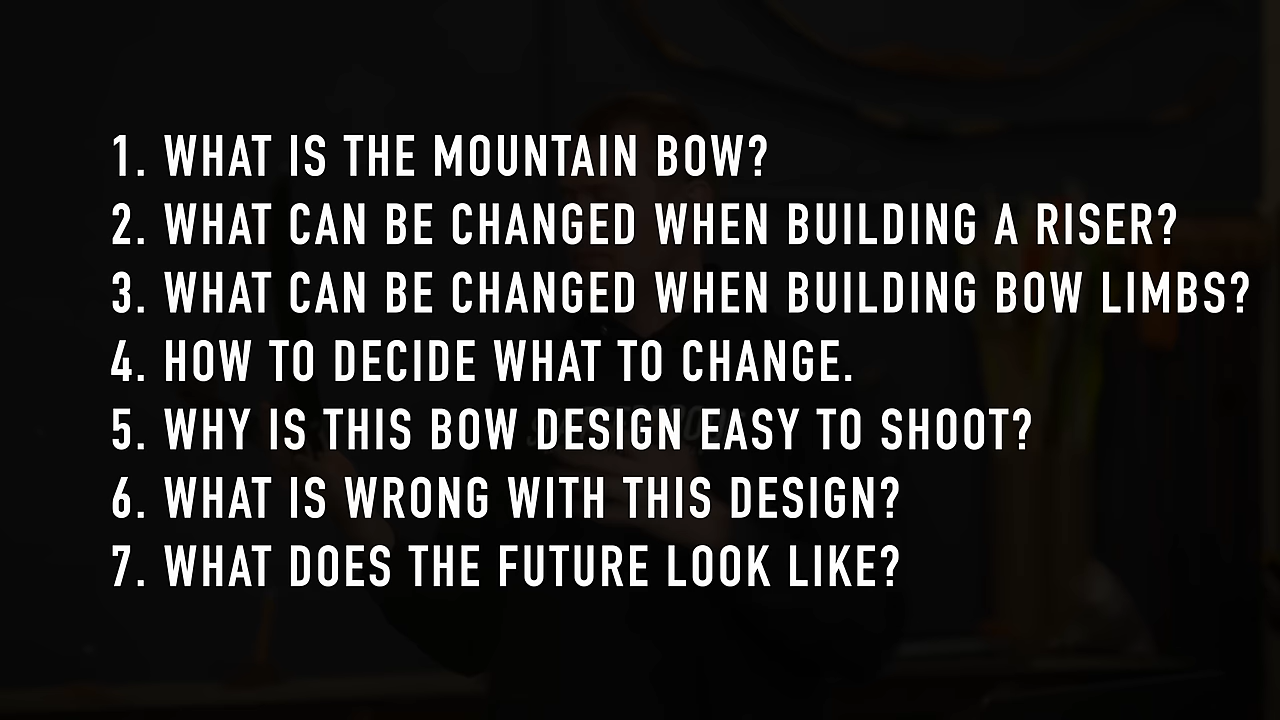 1. WHAT IS THE MOUNTAIN BOW?
2. WHAT CAN BE CHANGED WHEN BUILDING A RISER?
3. WHAT CAN BE CHANGED WHEN BUILDING BOW LIMBS?
4. HOW TO DECIDE WHAT TO CHANGE.
5. WHY IS THIS BOW DESIGN EASY TO SHOOT?
6. WHAT IS WRONG WITH THIS DESIGN?
7. WHAT DOES THE FUTURE LOOK LIKE?